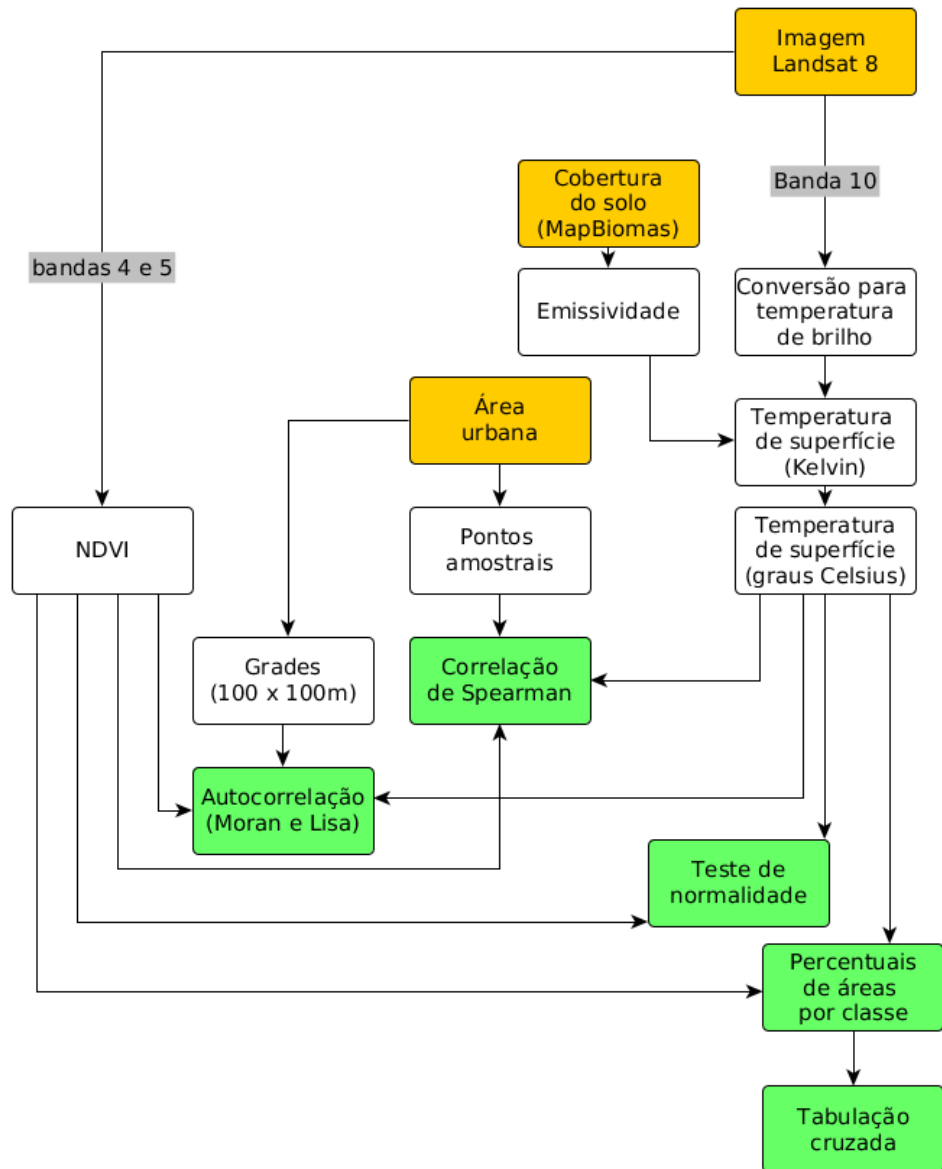 Imagem
Landsat 8
Cobertura
do solo
(MapBiomas)
Banda 10
bandas 4 e 5
Emissividade
Conversão para
temperatura
de brilho
Área
urbana
Temperatura
de superfície
(Kelvin)
NDVI
Pontos
amostrais
Temperatura
de superfície
(graus Celsius)
Grades
(100 x 100m)
Correlação
de Spearman
Autocorrelação
(Moran e Lisa)
Teste de
normalidade
Percentuais
de áreas
por classe
Tabulação
cruzada